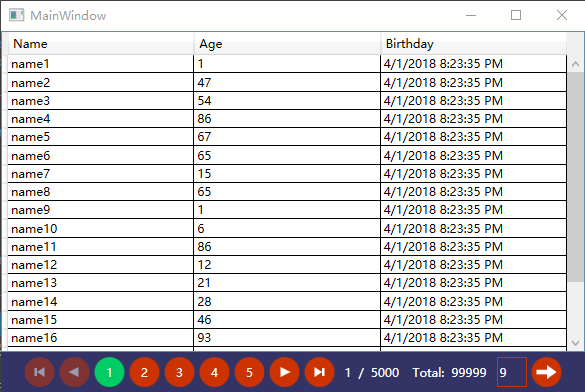 MainWindow
Name Age Birthday
name1 1 4/1/2018 8:23:35 PM
name2 47 4/1/2018 8:23:35 PM
name3 54 4/1/2018 8:23:35 PM
name4 86 4/1/2018 8:23:35 PM
name5 67 4/1/2018 8:23:35 PM
name6 65 4/1/2018 8:23:35 PM
name7 15 4/1/2018 8:23:35 PM
name8 65 4/1/2018 8:23:35 PM
name9 1 4/1/2018 8:23:35 PM
name10 6 4/1/2018 8:23:35 PM
name11 86 4/1/2018 8:23:35 PM
name12 12 4/1/2018 8:23:35 PM
name13 21 4/1/2018 8:23:35 PM
name14 28 4/1/2018 8:23:35 PM
name15 46 4/1/2018 8:23:35 PM
name16 93 4/1/2018 8:23:35 PM
1 2 3 4 5 1 / 5000 Total: 99999 9